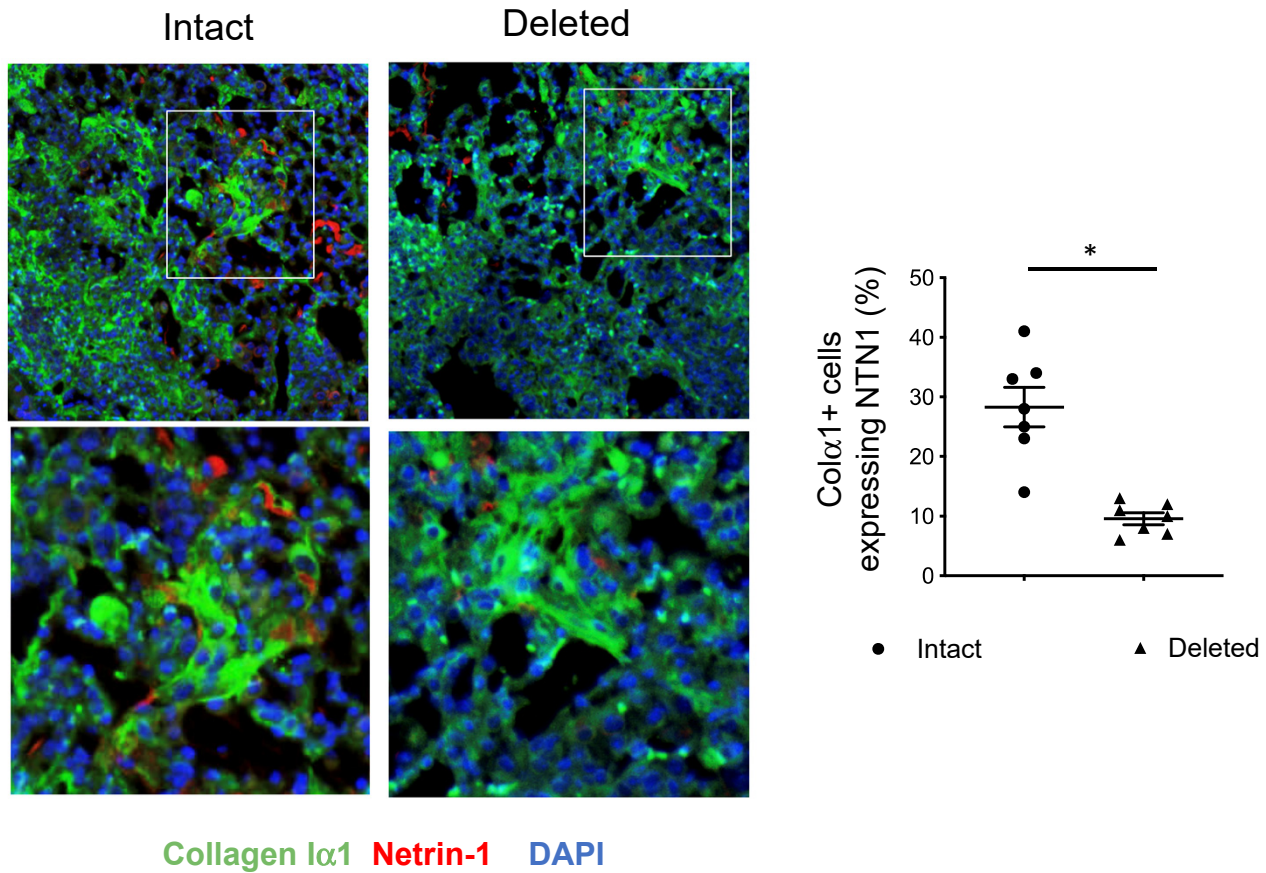 Intact
Deleted
Collagen Iα1 Netrin-1 DAPI
Colα1+ cells
expressing NTN1 (%)
50
40
30
20
10
0
*
Intact
Deleted